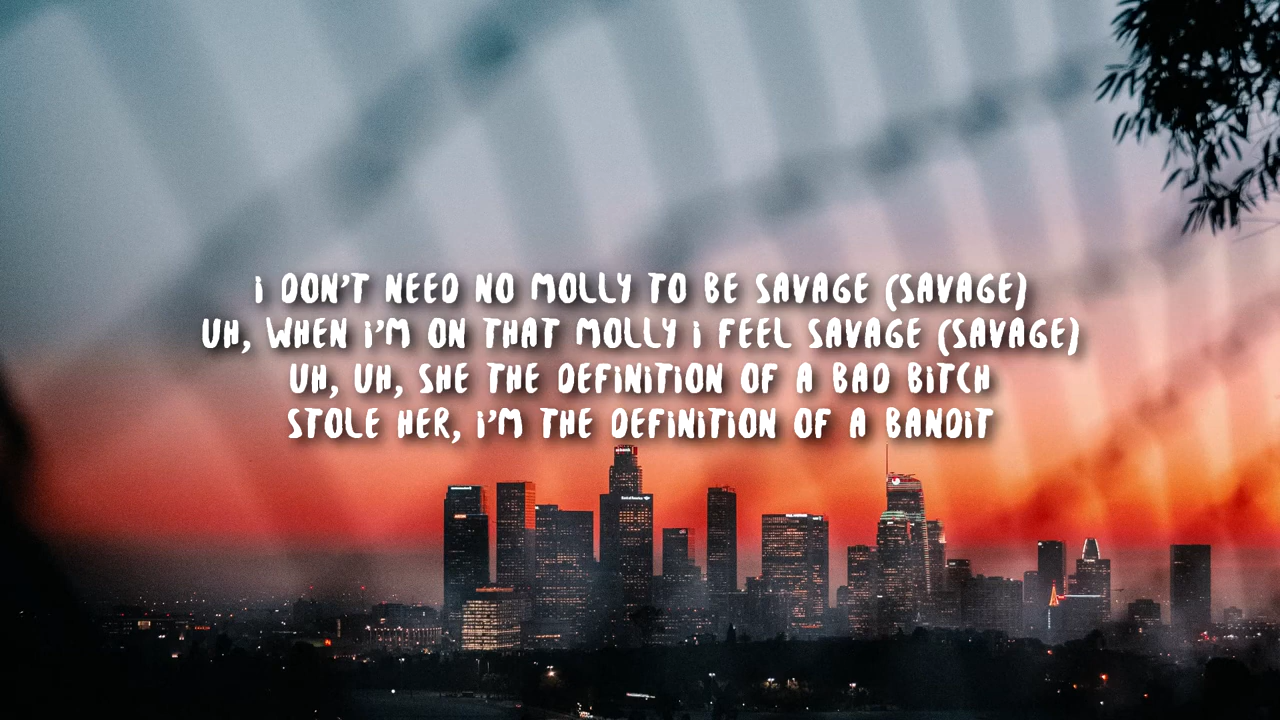 I DON'T NEED NO MOLLY TO BE SAVAGE (SAVAGE)
UH, WHEN I'M ON THAT MOLLY I FEEL SAVAGE (SAVAGE)
UH, UH, SHE THE DEFINITION OF A BAD BITCH
STOLE HER, I'M THE DEFINITION OF A BANDIT